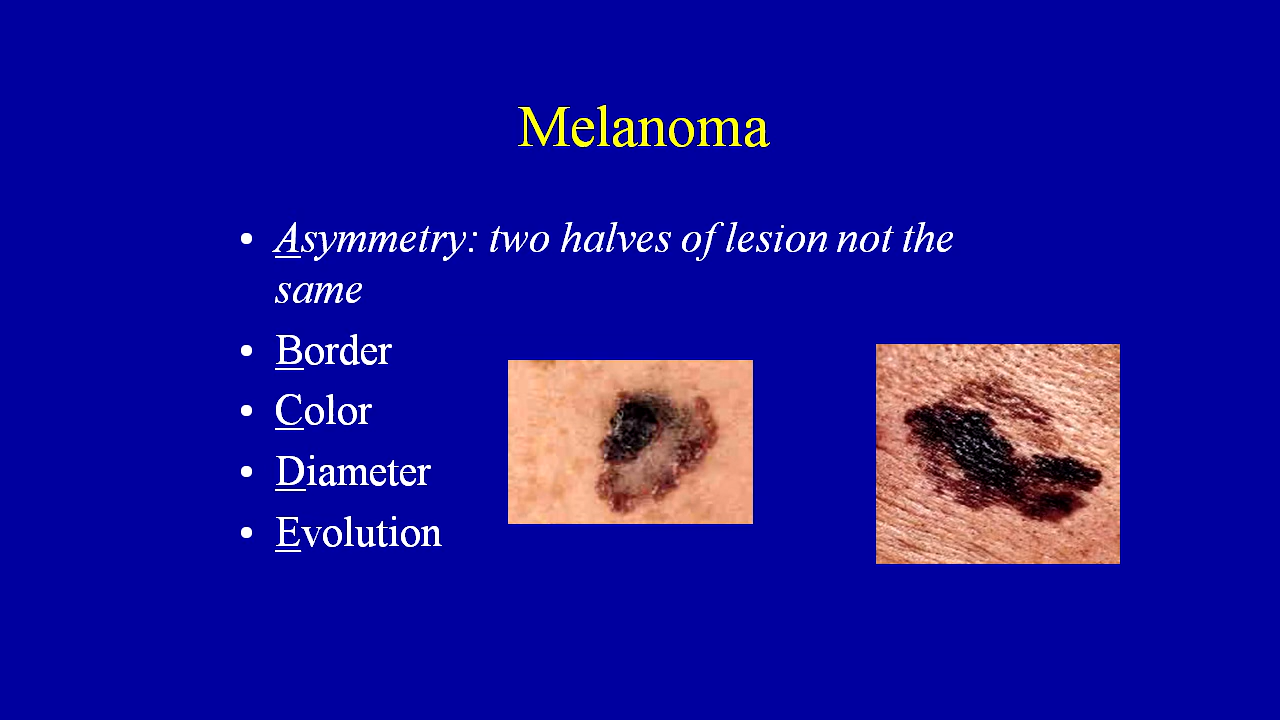 Melanoma
• Asymmetry: two halves of lesion not the
same
• Border
• Color
• Diameter
• Evolution